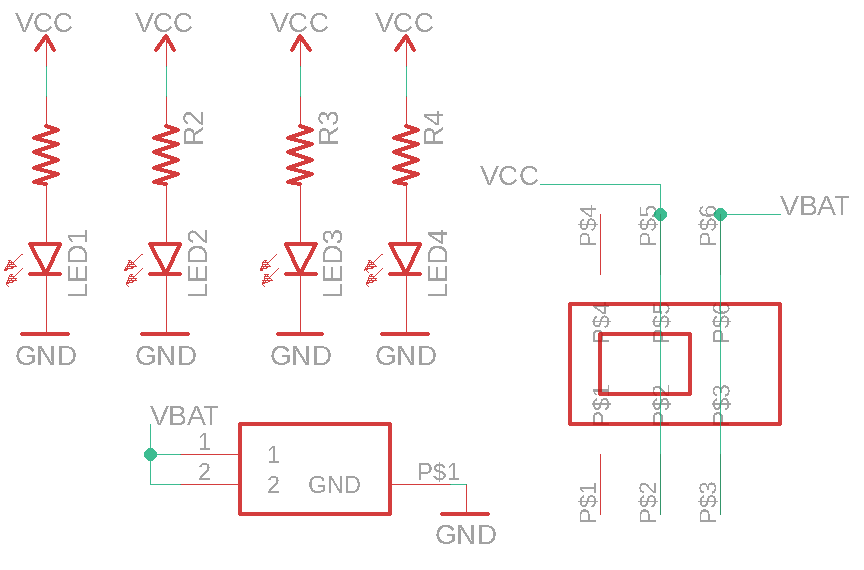 VCC VCC VCC VCC
R2 R3 R4
VCC
P$4 P$5 P$6 VBAT
LED1 LED2 LED3 LED4
P$4 P$5 P$6
GND GND GND GND
P$1 P$2 P$3
VBAT
1 1
2 2 GND P$1
P$1 P$2 P$3
GND